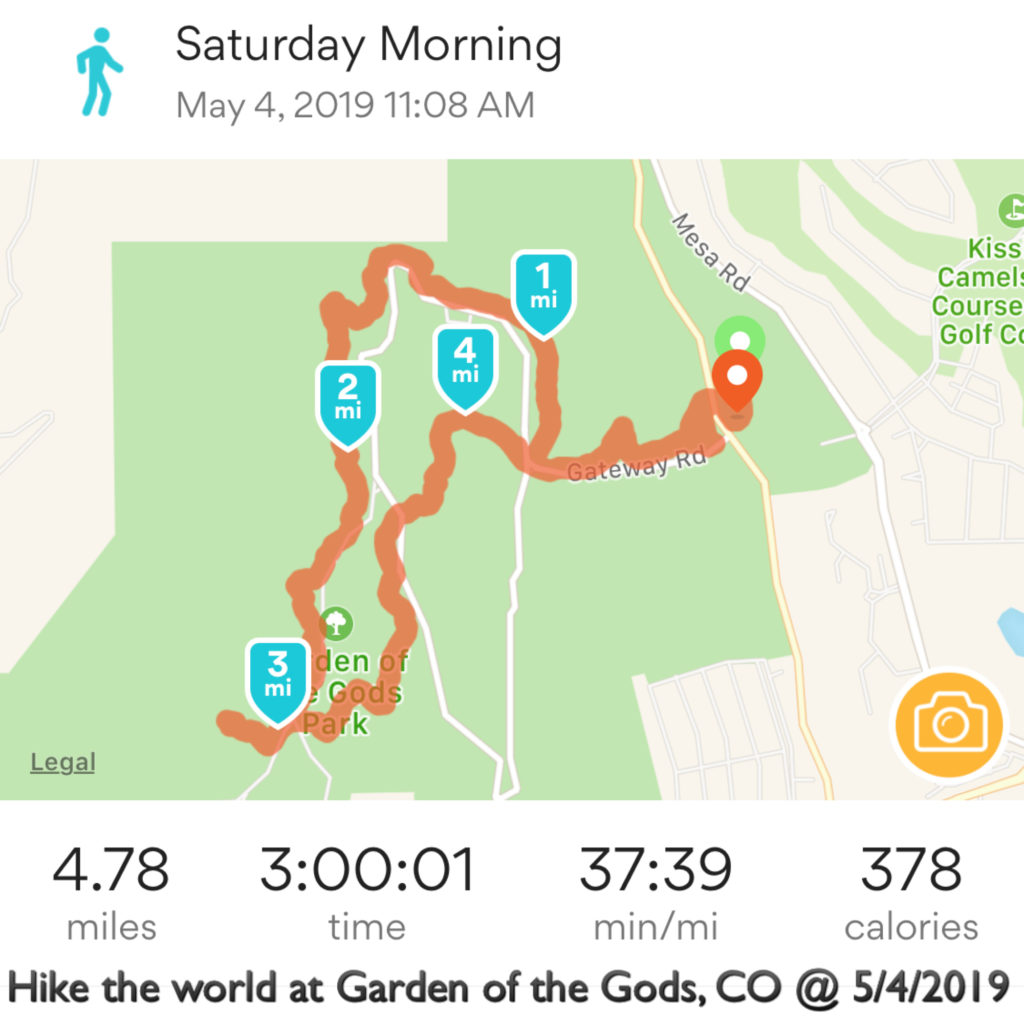 Saturday Morning
May 4, 2019 11:08 AM
Mesa Rd
Kiss
Camels
Course
Golf Co
1
mi
4
mi
2
mi
Gateway Rd
3
mi
den of
e Gods
Park
Legal
4.78 3:00:01 37:39 378
miles time min/mi calories
Hike the world at Garden of the Gods, CO @ 5/4/2019